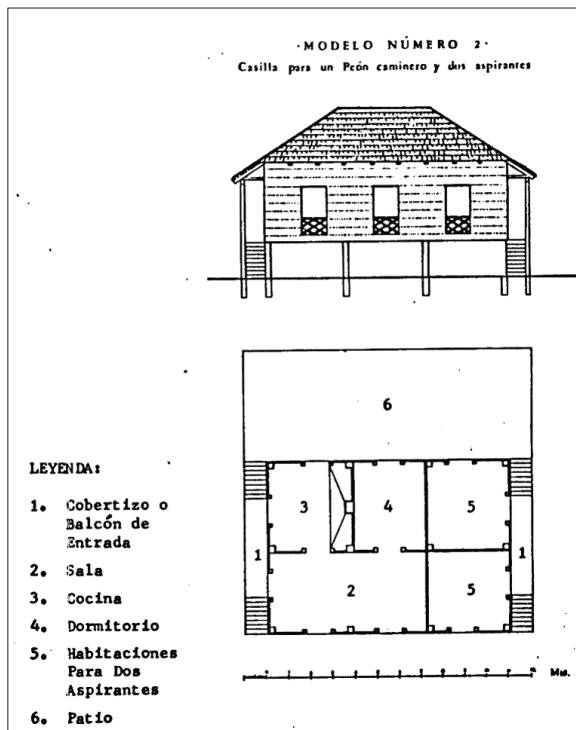 ·MODELO NÚMERO 2·
Casilla para un Peón caminero y dos aspirantes
6
3
4
5
1
1
2
5
LEYENDA:
1. Cobertizo o
Balcón de
Entrada
2. Sala
3. Cocina
4. Dormitorio
5. Habitaciones
Para Dos
Aspirantes
6. Patio
Mts.